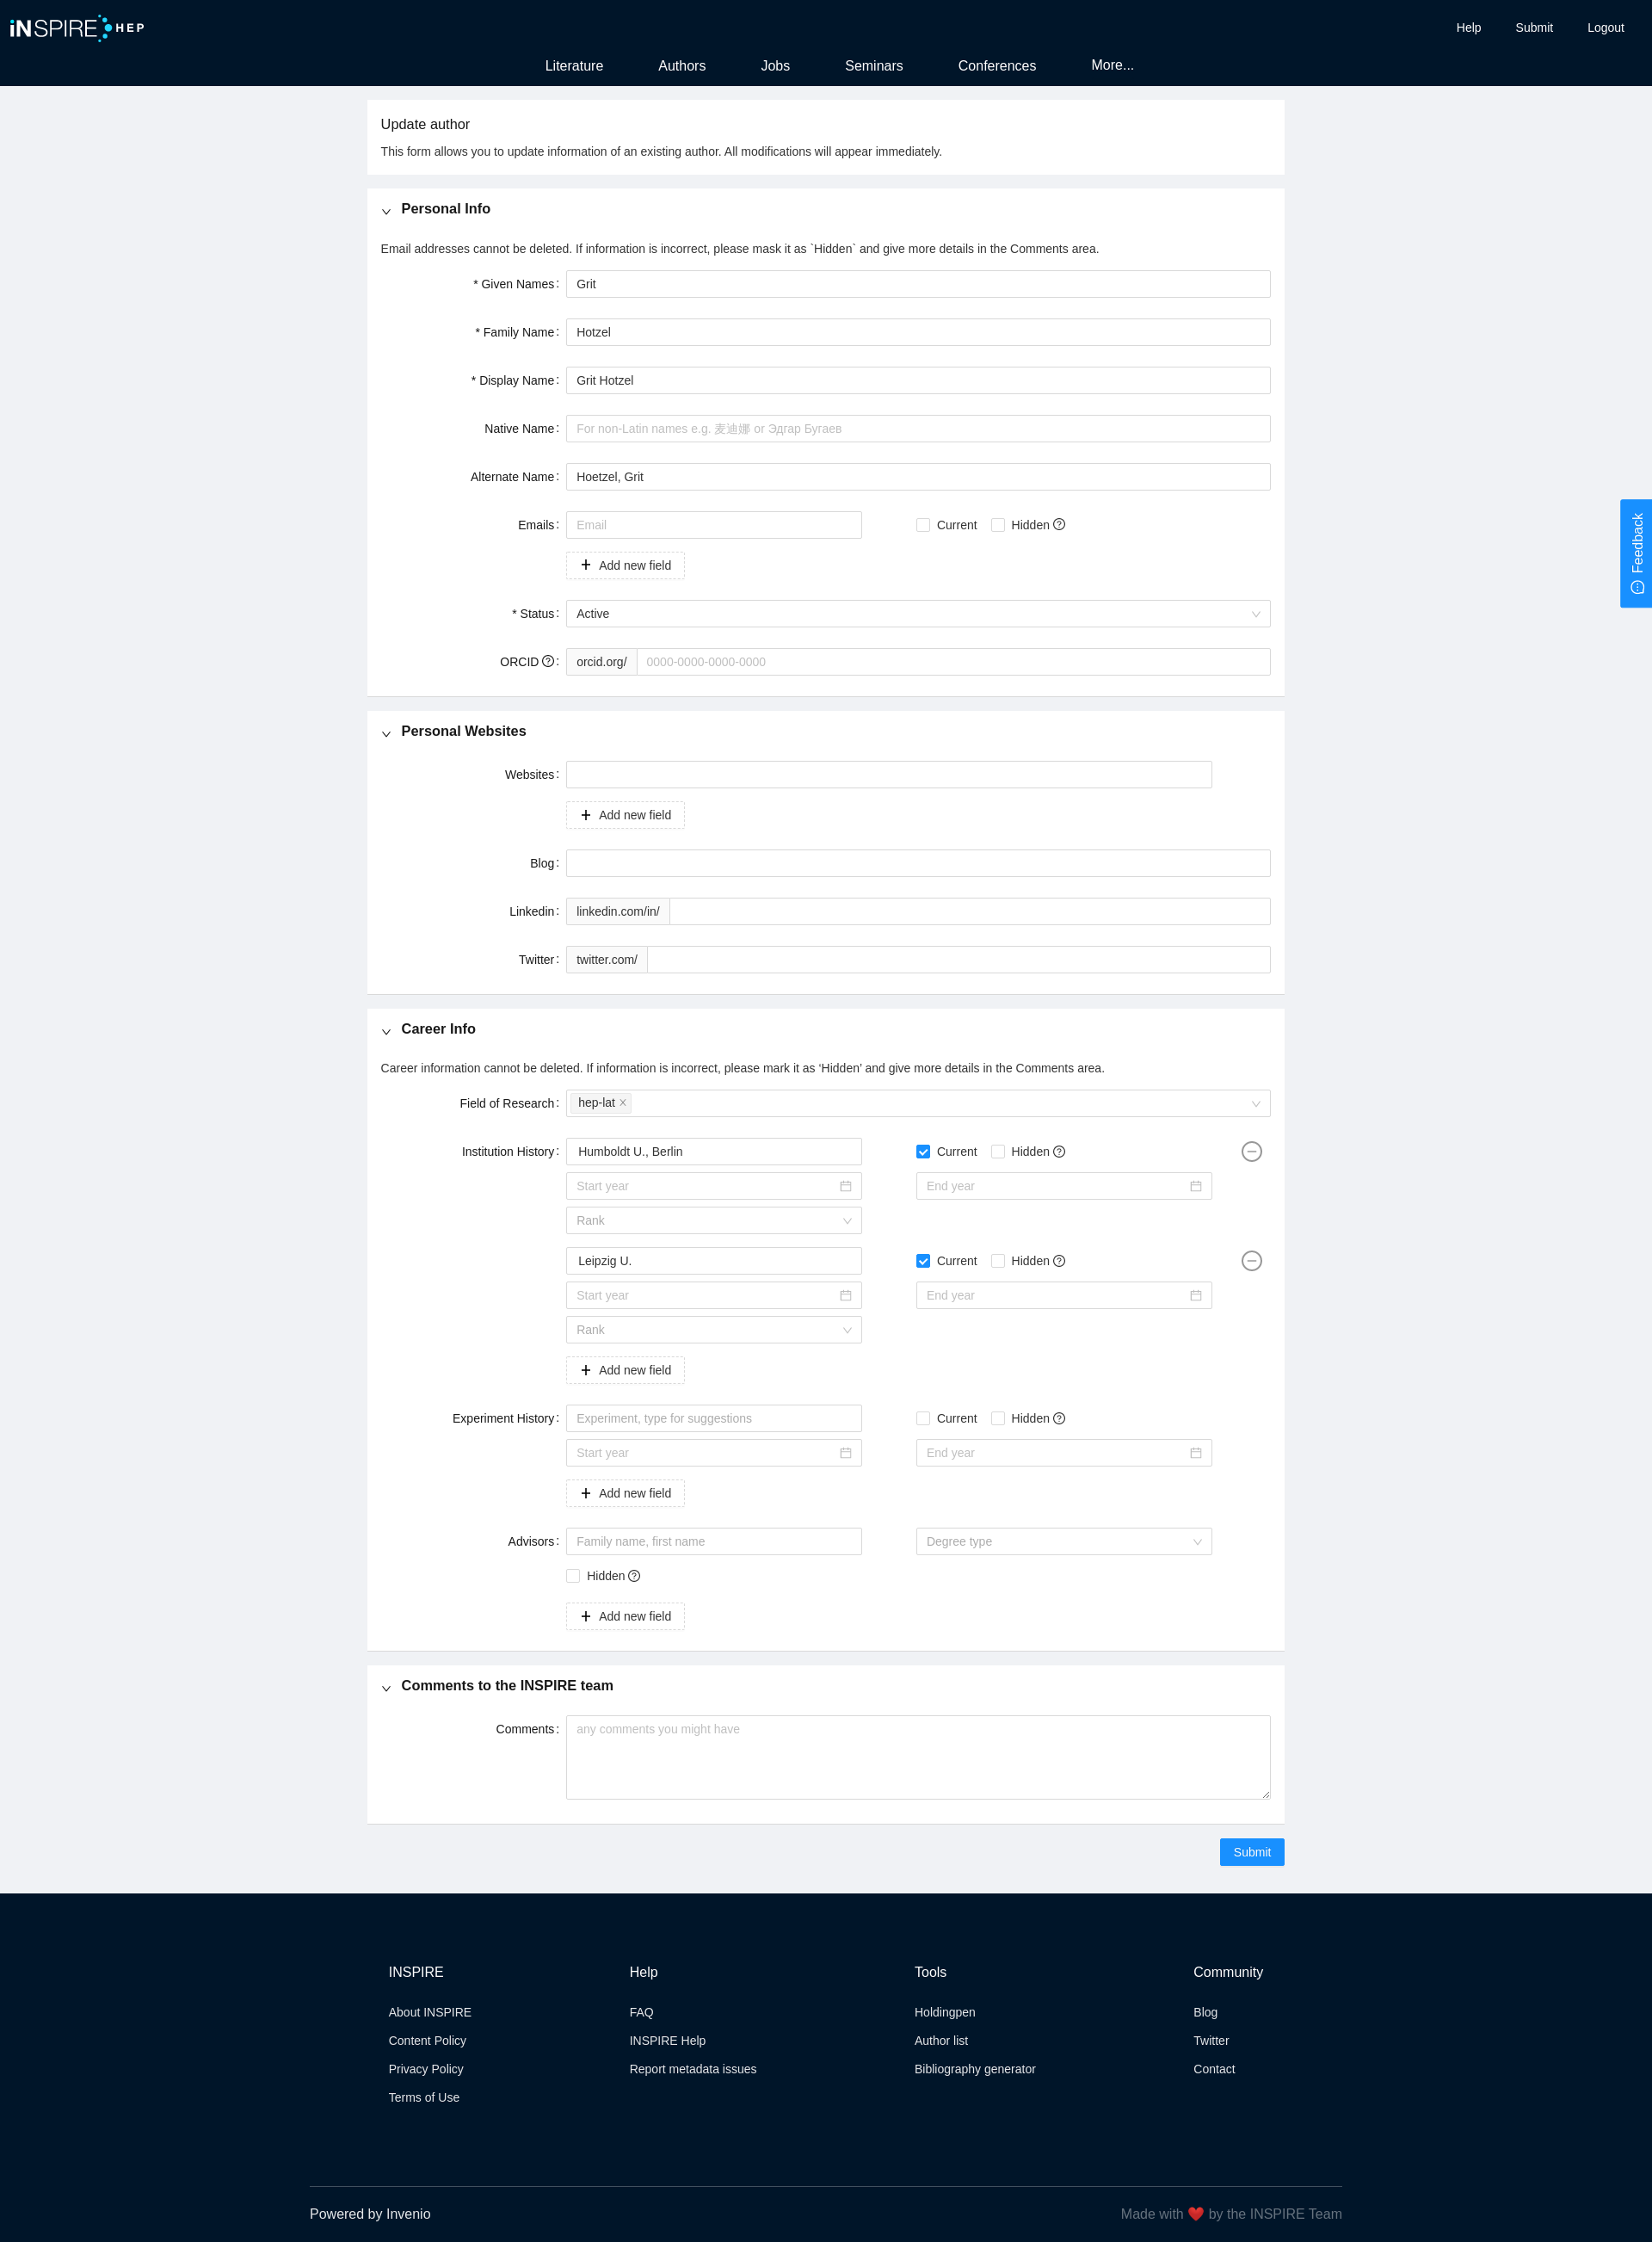 iNSPIRE HEP
Help Submit Logout
Literature Authors Jobs Seminars Conferences More...
Update author
This form allows you to update information of an existing author. All modifications will appear immediately.
Personal Info
Email addresses cannot be deleted. If information is incorrect, please mask it as `Hidden` and give more details in the Comments area.
* Given Names : Grit
* Family Name : Hotzel
* Display Name : Grit Hotzel
Native Name : For non-Latin names e.g. 麦迪娜 or Эдгар Бугаев
Alternate Name : Hoetzel, Grit
Emails : Email Current Hidden
+ Add new field
* Status : Active
ORCID : orcid.org/ 0000-0000-0000-0000
Feedback
Personal Websites
Websites :
+ Add new field
Blog :
Linkedin : linkedin.com/in/
Twitter : twitter.com/
Career Info
Career information cannot be deleted. If information is incorrect, please mark it as 'Hidden' and give more details in the Comments area.
Field of Research : hep-lat
Institution History : Humboldt U., Berlin Current Hidden
Start year End year
Rank
Leipzig U. Current Hidden
Start year End year
Rank
+ Add new field
Experiment History : Experiment, type for suggestions Current Hidden
Start year End year
+ Add new field
Advisors : Family name, first name Degree type
Hidden
+ Add new field
Comments to the INSPIRE team
Comments : any comments you might have
Submit
INSPIRE Help Tools Community
About INSPIRE FAQ Holdingpen Blog
Content Policy INSPIRE Help Author list Twitter
Privacy Policy Report metadata issues Bibliography generator Contact
Terms of Use
Powered by Invenio Made with ❤️ by the INSPIRE Team